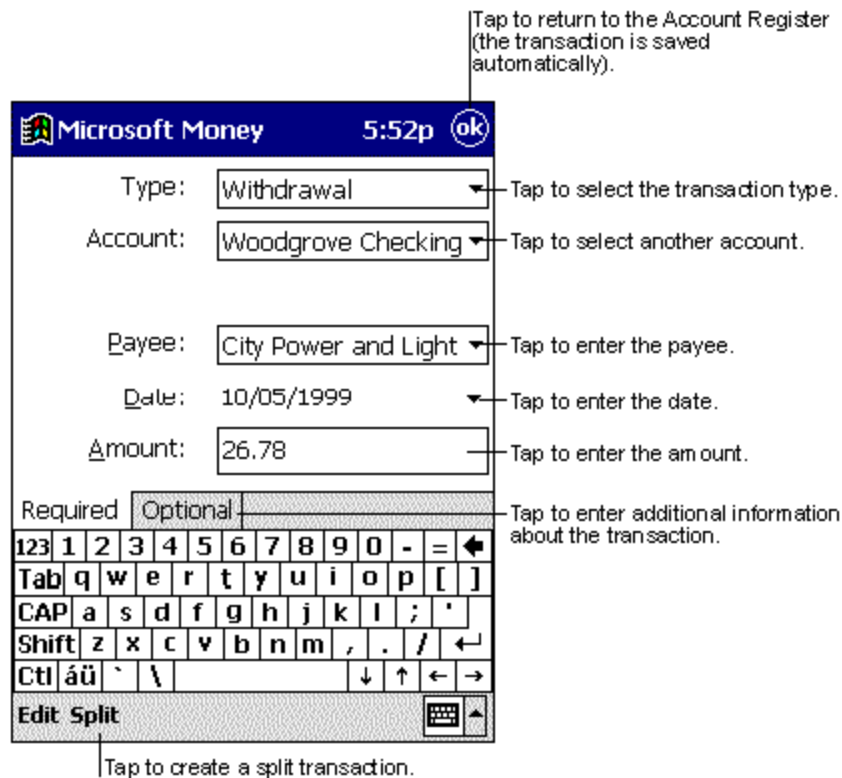 Tap to return to the Account Register
(the transaction is saved
automatically).
Microsoft Money 5:52p ok
Type: Withdrawal Tap to select the transaction type.
Account: Woodgrove Checking Tap to select another account.
Payee: City Power and Light Tap to enter the payee.
Date: 10/05/1999 Tap to enter the date.
Amount: 26.78 Tap to enter the amount.
Required Optional Tap to enter additional information
about the transaction.
123 1 2 3 4 5 6 7 8 9 0 - =
Tab q w e r t y u i o p [ ]
CAP a s d f g h j k l ; '
Shift z x c v b n m , . /
Ctl áü ` \ ↓ ↑ ← →
Edit Split
Tap to create a split transaction.